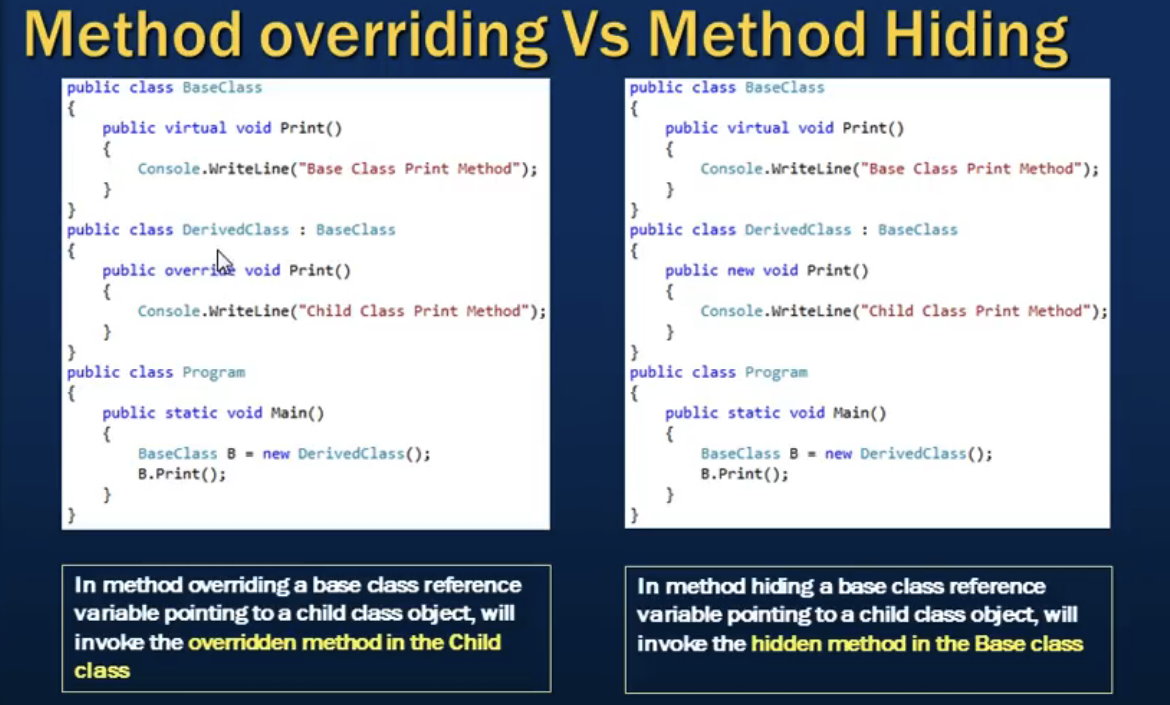 Method overriding Vs Method Hiding
public class BaseClass
{
public virtual void Print()
{
Console.WriteLine("Base Class Print Method");
}
}
public class DerivedClass : BaseClass
{
public override void Print()
{
Console.WriteLine("Child Class Print Method");
}
}
public class Program
{
public static void Main()
{
BaseClass B = new DerivedClass();
B.Print();
}
}
In method overriding a base class reference
variable pointing to a child class object, will
invoke the overridden method in the Child
class
public class BaseClass
{
public virtual void Print()
{
Console.WriteLine("Base Class Print Method");
}
}
public class DerivedClass : BaseClass
{
public new void Print()
{
Console.WriteLine("Child Class Print Method");
}
}
public class Program
{
public static void Main()
{
BaseClass B = new DerivedClass();
B.Print();
}
}
In method hiding a base class reference
variable pointing to a child class object, will
invoke the hidden method in the Base class